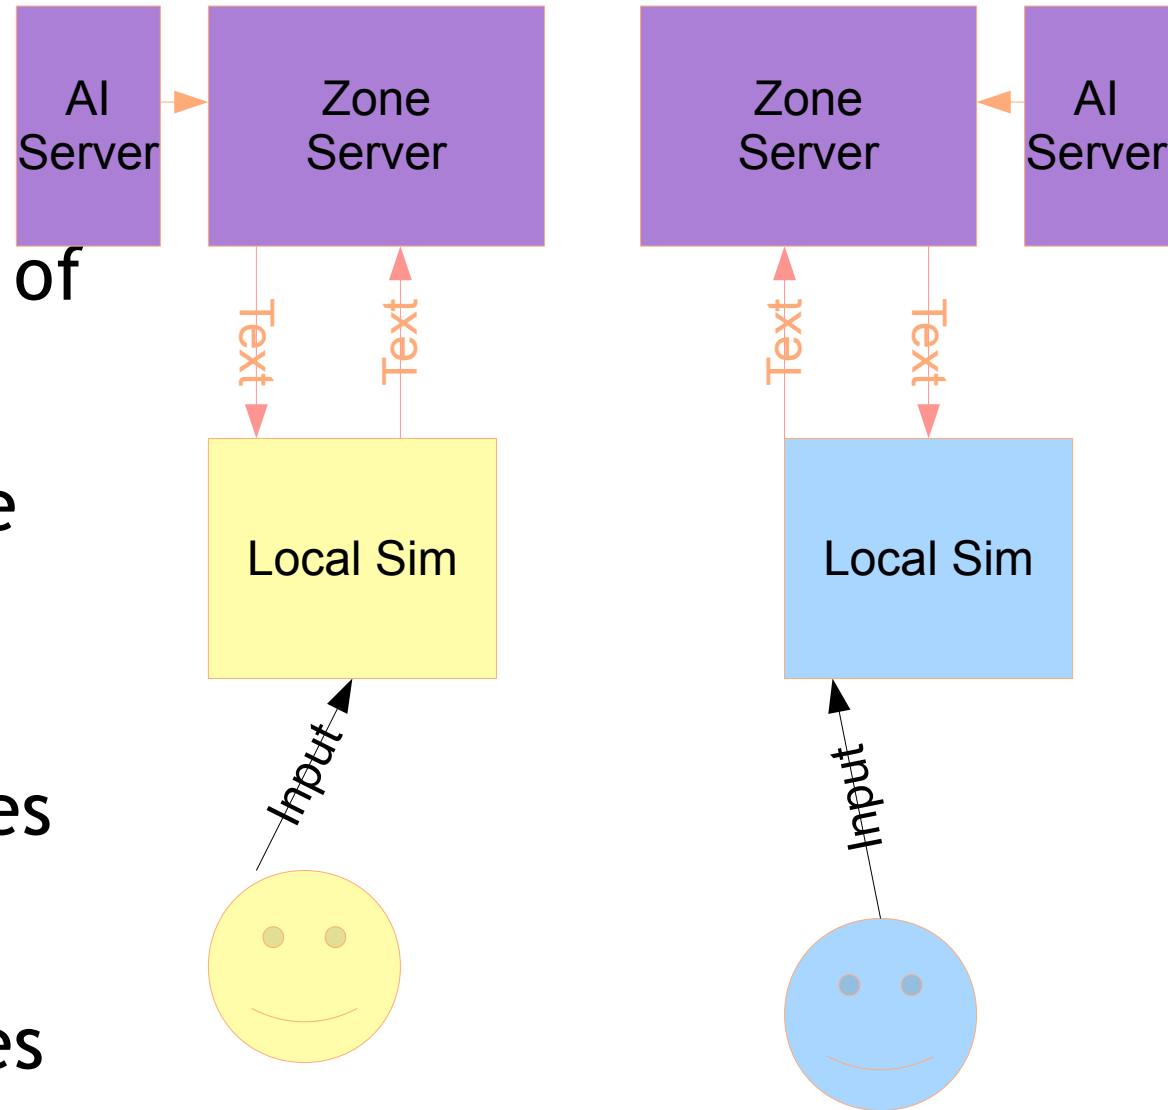 AI
Server
Zone
Server
Zone
Server
AI
Server
of
Text
Text
Text
Text
e
Local Sim
Local Sim
Input
Input
es
es